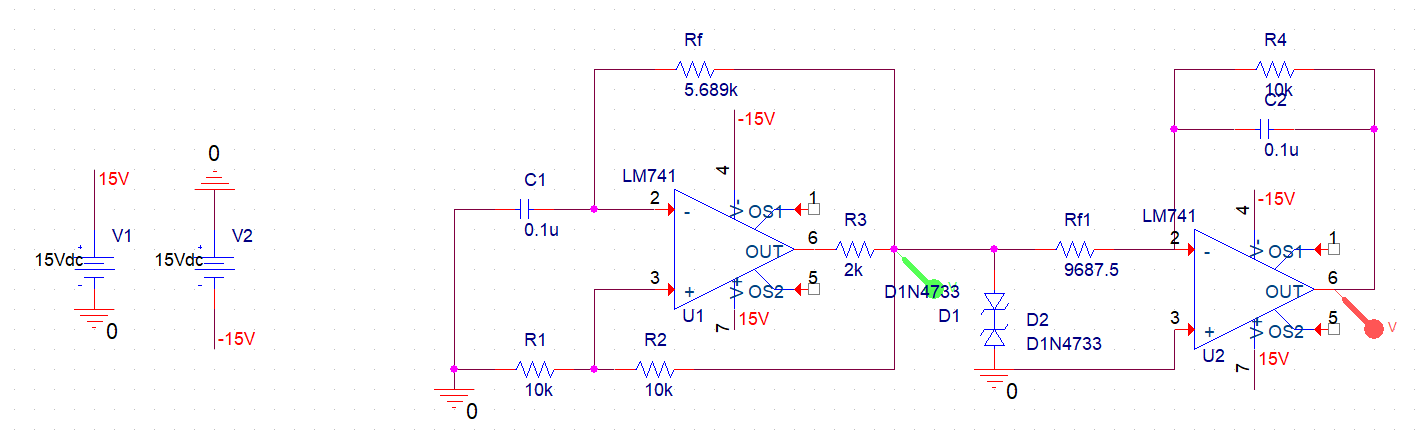 Rf
5.689k
R4
10k
C2
0.1u
-15V
4
0
15V
C1
LM741
0.1u
2
-
V-
OS1
1
V1
15Vdc
+
-
0
V2
15Vdc
+
-
-15V
OUT
6
R3
2k
3
+
V+
OS2
5
U1
7
15V
R1
10k
R2
10k
0
V
D1N4733
D1
D2
D1N4733
0
Rf1
9687.5
LM741
-15V
4
2
-
V-
OS1
1
OUT
6
3
+
V+
OS2
5
U2
7
15V
V